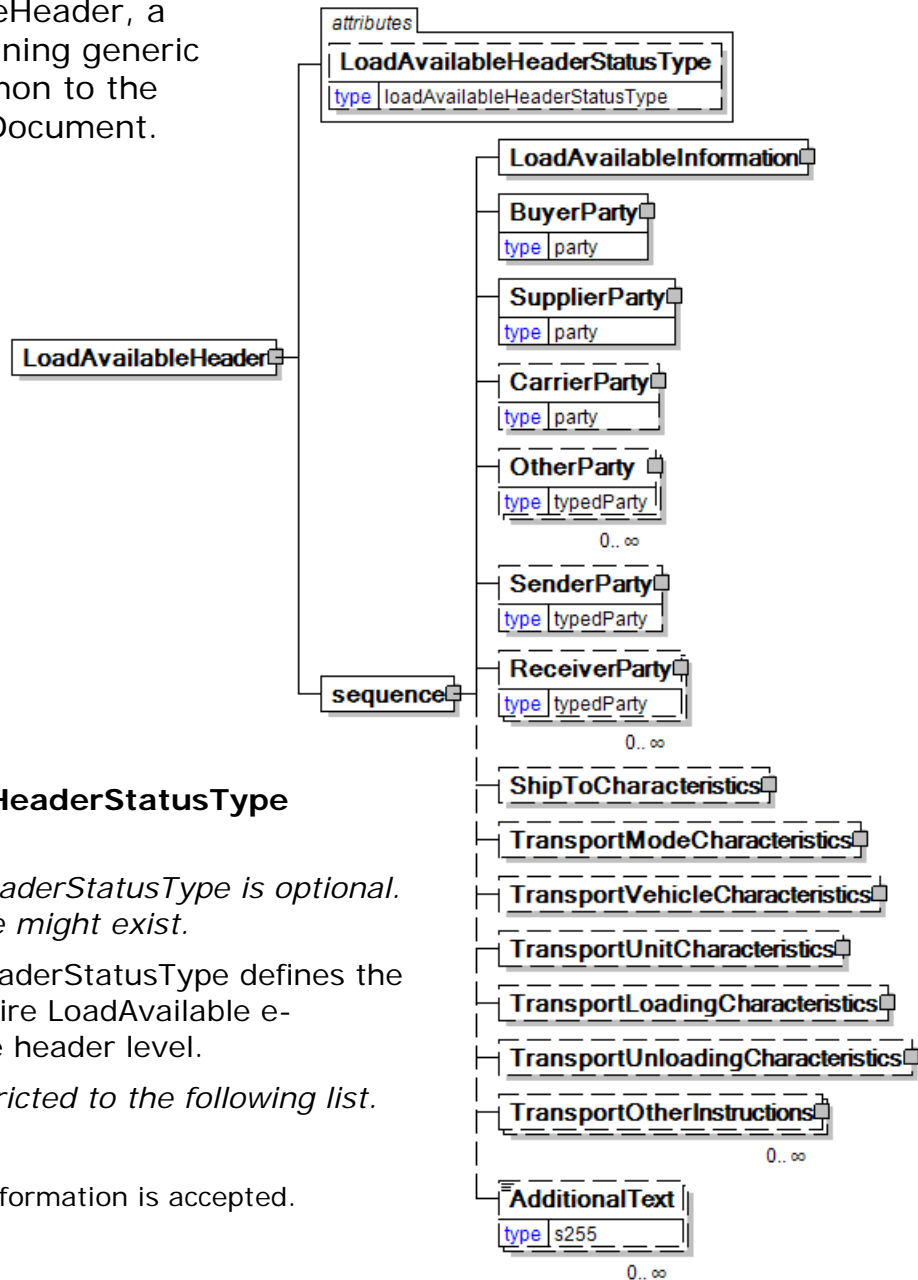 eHeader, a
ning generic
non to the
Document.
attributes
LoadAvailableHeaderStatusType
type loadAvailableHeaderStatusType
LoadAvailableInformation
BuyerParty
type party
SupplierParty
type party
LoadAvailableHeader
CarrierParty
type party
OtherParty
type typedParty
0.. ∞
SenderParty
type typedParty
sequence
ReceiverParty
type typedParty
0.. ∞
ShipToCharacteristics
TransportModeCharacteristics
TransportVehicleCharacteristics
TransportUnitCharacteristics
TransportLoadingCharacteristics
TransportUnloadingCharacteristics
TransportOtherInstructions
0.. ∞
AdditionalText
type s255
0.. ∞
HeaderStatusType
eaderStatusType is optional.
e might exist.
eaderStatusType defines the
ire LoadAvailable e-
e header level.
ricted to the following list.
formation is accepted.